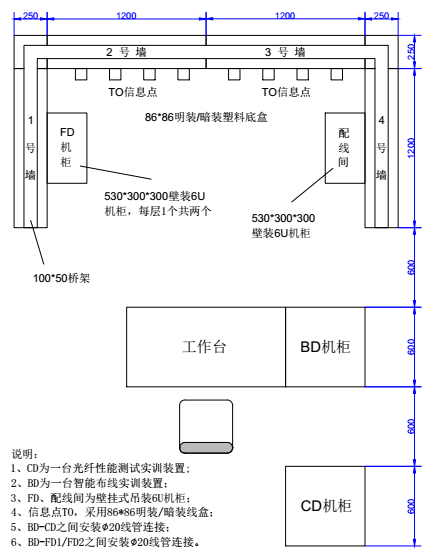 250 1200 1200 250
2 号 墙 3 号 墙
250
TO信息点 TO信息点
86*86明装/暗装塑料底盒
1
号
墙
FD
机
柜
配
线
间
4
号
墙
1200
530*300*300壁装6U
机柜，每层1个共两个
530*300*300
壁装6U机柜
100*50桥架
600
工作台 BD机柜
600
600
CD机柜
600
说明：
1、CD为一台光纤性能测试实训装置;
2、BD为一台智能布线实训装置;
3、FD、配线间为壁挂式吊装6U机柜;
4、信息点TO，采用86*86明装/暗装线盒;
5、BD-CD之间安装φ20线管连接;
6、BD-FD1/FD2之间安装φ20线管连接。